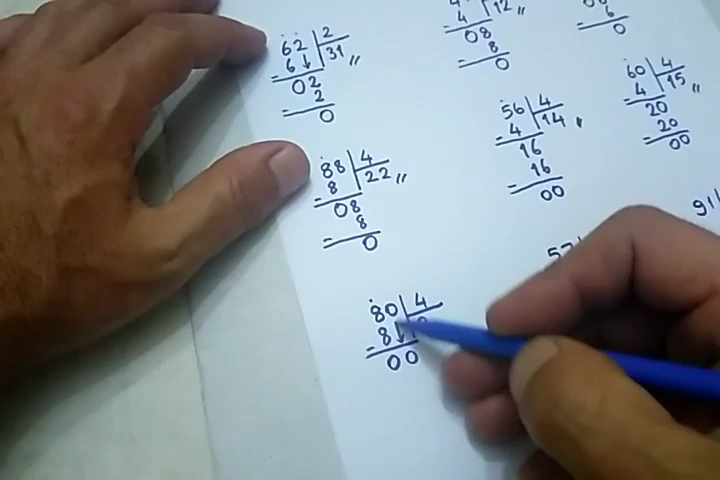 62 | 2
6 ↓ 31 ,,
= 02
2
= 0
4 12 ,,
= 08
8
= 0
6
= 0
88 | 4
8 22 ,,
= 08
8
= 0
56 | 4
4 14 ,,
= 16
16
= 00
60 | 4
4 15 ,,
= 20
20
= 00
91
57
80 | 4
8 ↓
= 00